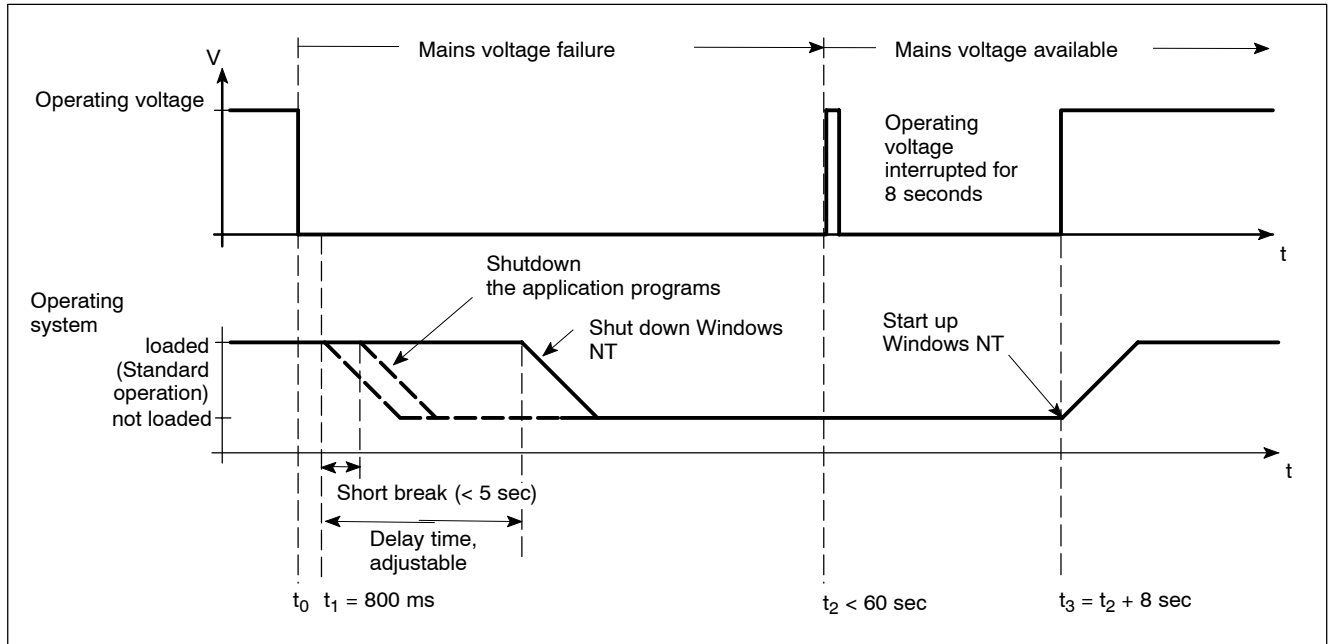 Mains voltage failure
Mains voltage available
V
Operating voltage
Operating
voltage
interrupted for
8 seconds
t
Shutdown
the application programs
Operating
system
loaded
(Standard
operation)
not loaded
Shut down Windows
NT
Start up
Windows NT
t
Short break (< 5 sec)
Delay time,
adjustable
t0 t1 = 800 ms
t2 < 60 sec
t3 = t2 + 8 sec